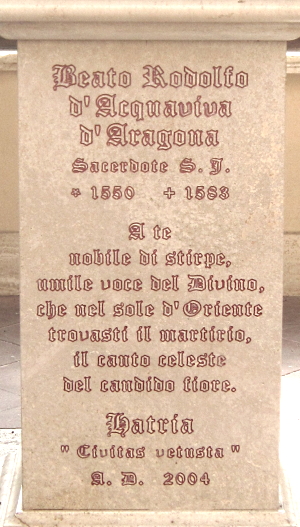 Beato Rodolfo
d'Acquaviva
d'Aragona
Sacerdote S. J.
* 1550 + 1583
A te
nobile di stirpe,
umile voce del Divino,
che nel sole d'Oriente
trovasti il martirio,
il canto celeste
del candido fiore.
Hatria
" Civitas vetusta "
A. D. 2004